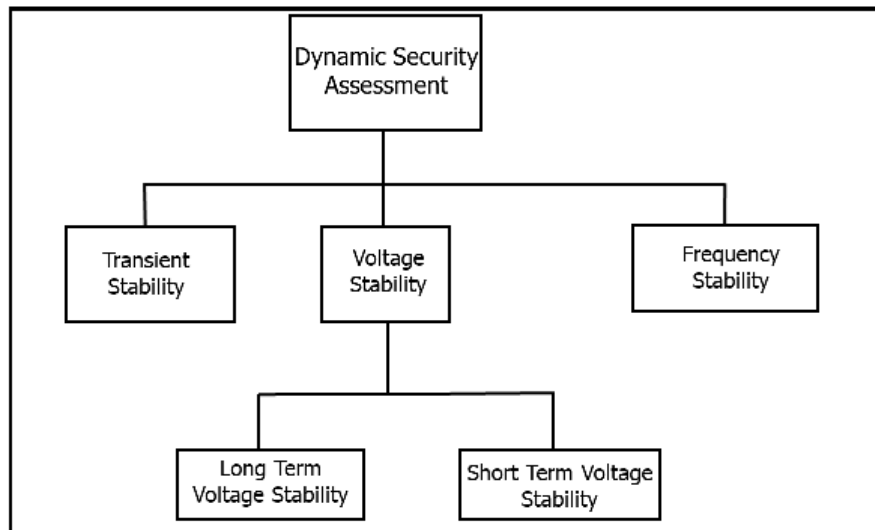 Dynamic Security
Assessment
Transient
Stability
Voltage
Stability
Frequency
Stability
Long Term
Voltage Stability
Short Term Voltage
Stability